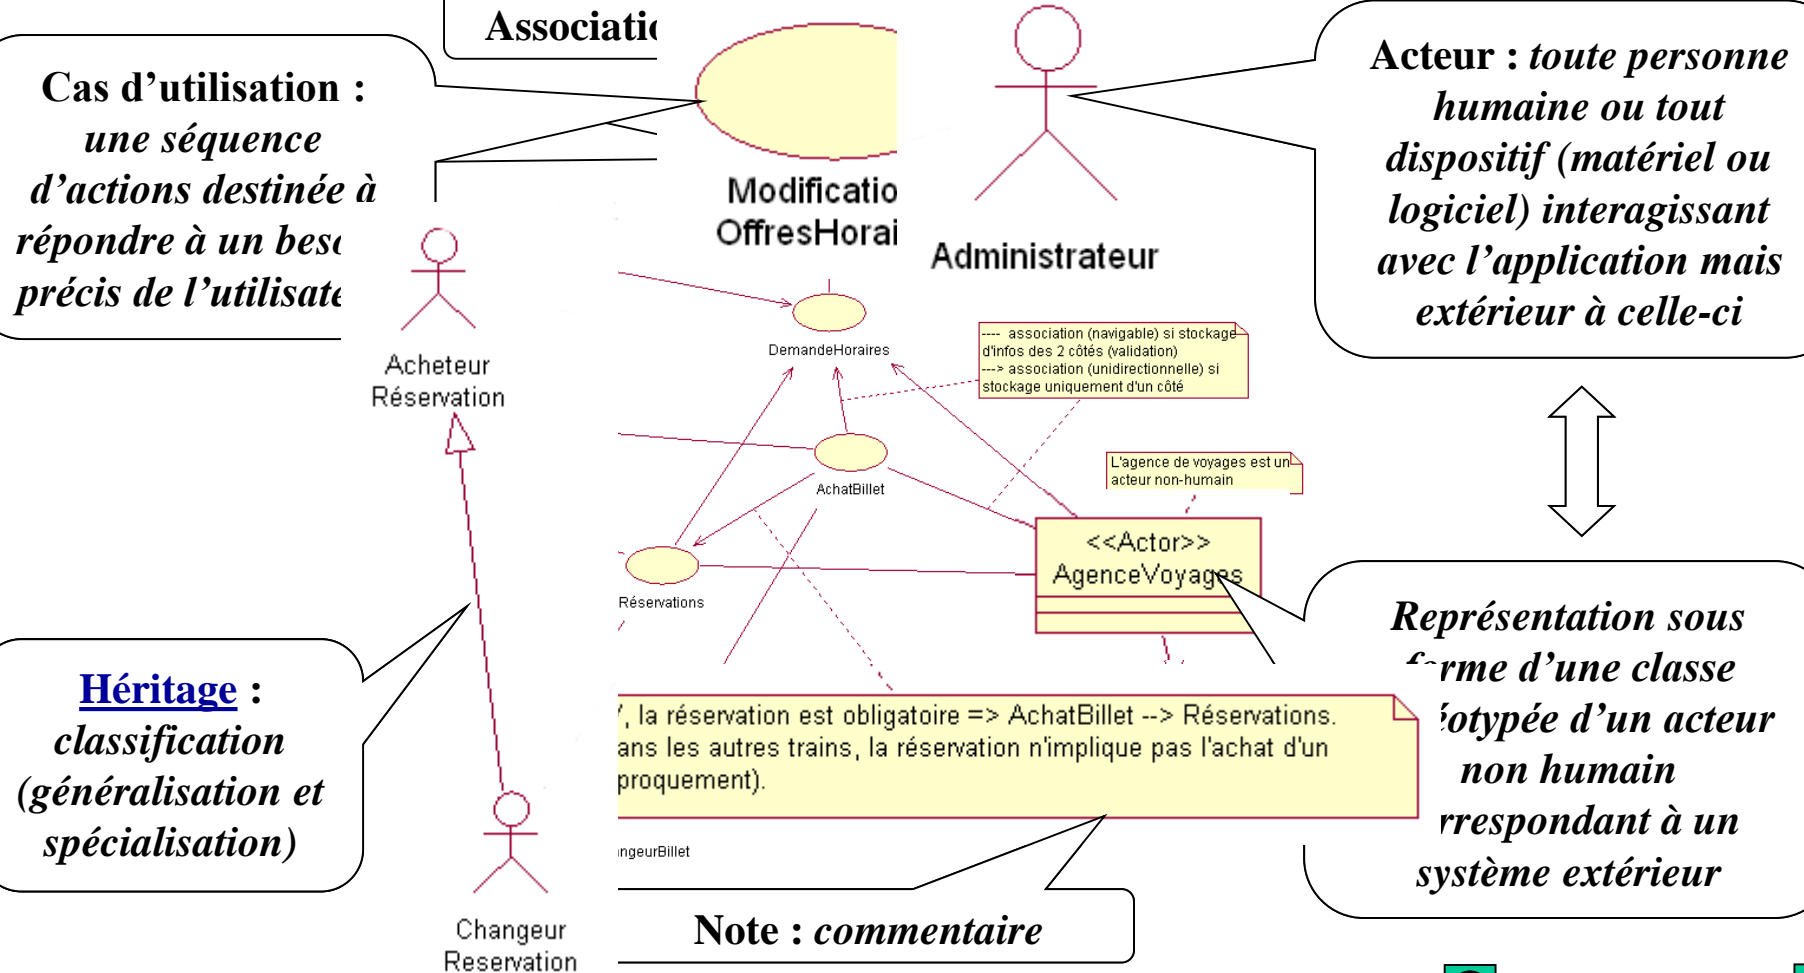 Associatio
Cas d’utilisation :
une séquence
d’actions destinée à
répondre à un beso
précis de l’utilisate
Modificatio
OffresHorai
Administrateur
Acteur : toute personne
humaine ou tout
dispositif (matériel ou
logiciel) interagissant
avec l’application mais
extérieur à celle-ci
Acheteur
Réservation
DemandeHoraires
---- association (navigable) si stockage
d'infos des 2 côtés (validation)
---> association (unidirectionnelle) si
stockage uniquement d'un côté
AchatBillet
L'agence de voyages est un
acteur non-humain
<<Actor>>
AgenceVoyages
Réservations
Héritage :
classification
(généralisation et
spécialisation)
Représentation sous
forme d’une classe
éotypée d’un acteur
non humain
rrespondant à un
système extérieur
, la réservation est obligatoire => AchatBillet --> Réservations.
ans les autres trains, la réservation n'implique pas l'achat d'un
proquement).
ngeurBillet
Note : commentaire
Changeur
Reservation